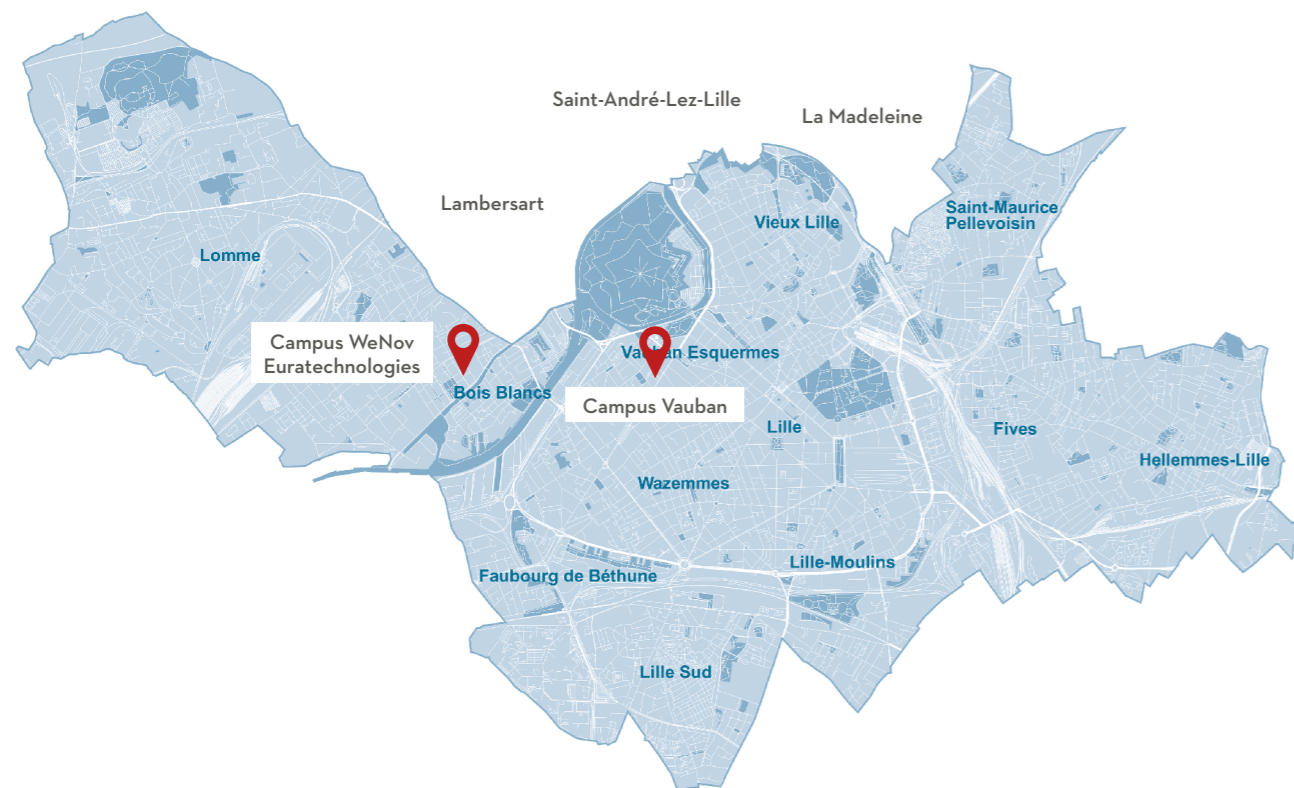 Saint-André-Lez-Lille
La Madeleine
Lambersart
Vieux Lille
Saint-Maurice
Pellevoisin
Lomme
Campus WeNov
Euratechnologies
Vauban Esquermes
Bois Blancs
Campus Vauban
Lille
Fives
Hellemmes-Lille
Wazemmes
Lille-Moulins
Faubourg de Béthune
Lille Sud